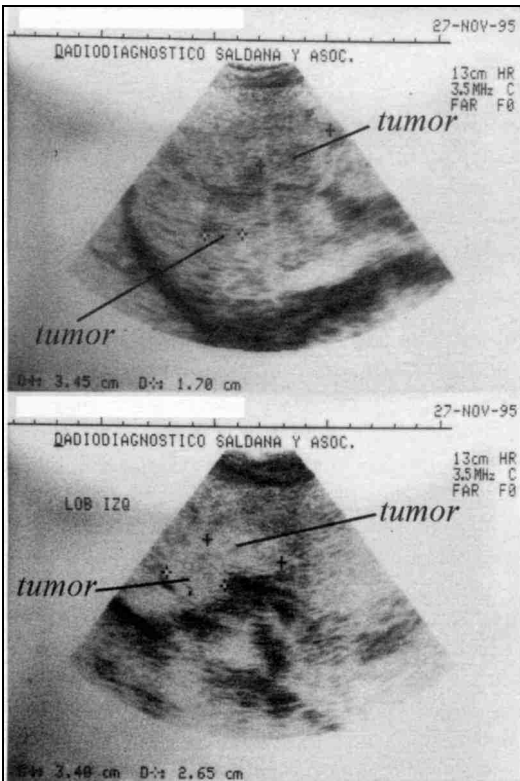 27-NOV-95
DADIODIAGNOSTICO SALDANA Y ASOC.
13cm HR
3.5MHz C
FAR F0
tumor
tumor
D+: 3.45 cm D⁘: 1.70 cm
27-NOV-95
DADIODIAGNOSTICO SALDANA Y ASOC.
13cm HR
3.5MHz C
FAR F0
LOB IZQ
tumor
tumor
D+: 3.40 cm D⁘: 2.65 cm